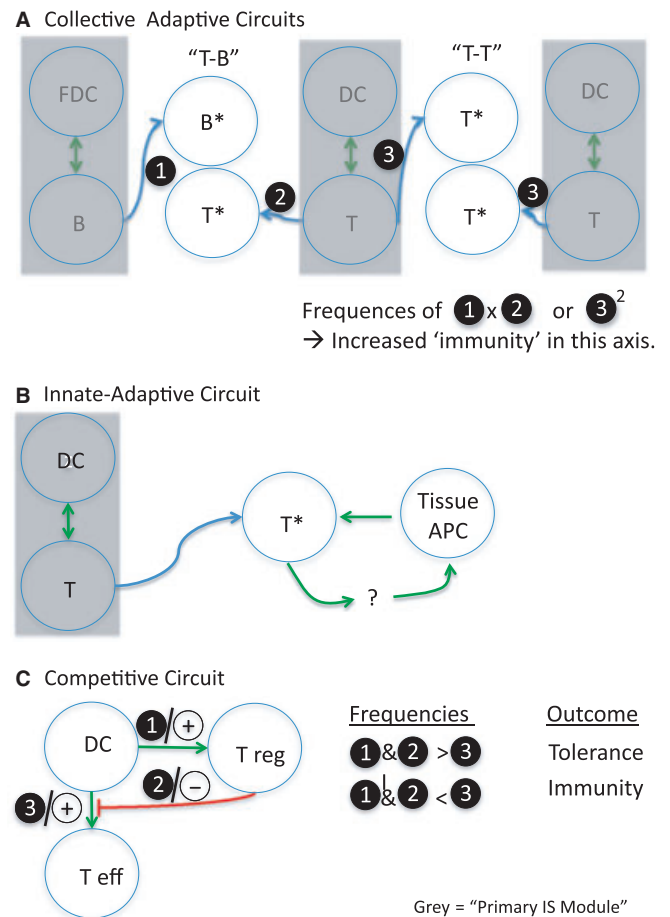 A Collective Adaptive Circuits
"T-B" "T-T"
FDC B* DC T* DC
1 3
B T* 2 T T* 3 T
Frequences of 1 x 2 or 3 2
→ Increased 'immunity' in this axis.
B Innate-Adaptive Circuit
DC
T* Tissue
APC
T
?
C Competitive Circuit
1/+ Frequencies Outcome
DC T reg 1&2 >3 Tolerance
2/− 1&2 <3 Immunity
3/+
T eff
Grey = "Primary IS Module"